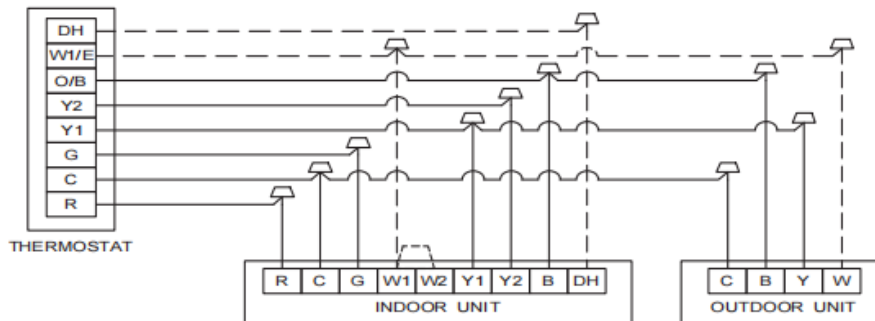 DH
W1/E
O/B
Y2
Y1
G
C
R
THERMOSTAT
R C G W1 W2 Y1 Y2 B DH
INDOOR UNIT
C B Y W
OUTDOOR UNIT